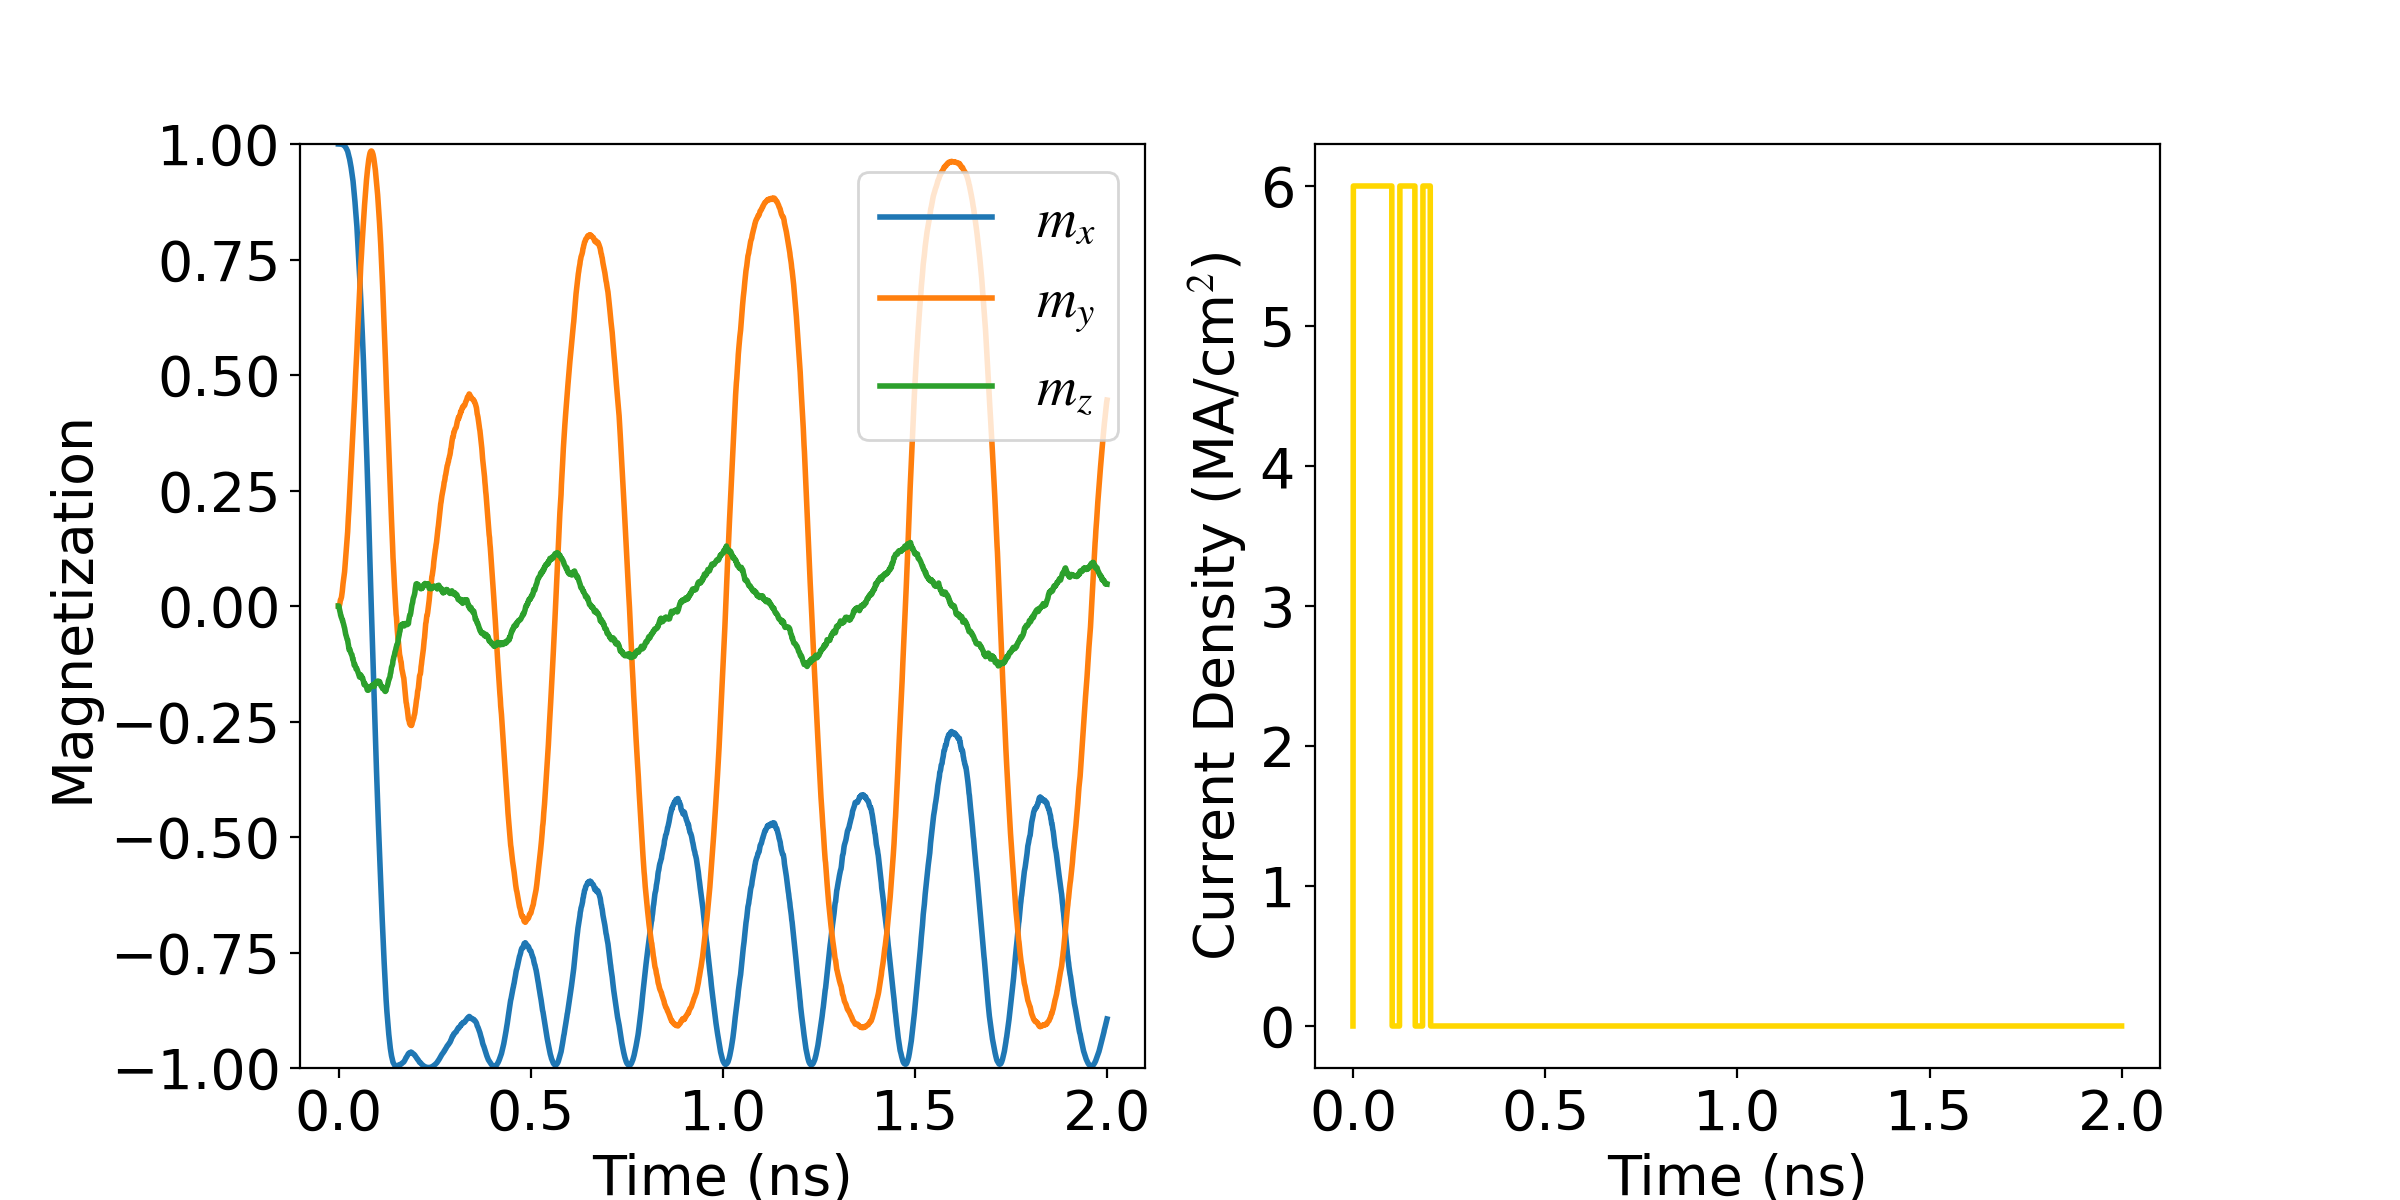 1.00
0.75
0.50
0.25
0.00
−0.25
−0.50
−0.75
−1.00
Magnetization
0.0 0.5 1.0 1.5 2.0
Time (ns)
m_x
m_y
m_z
6
5
4
3
2
1
0
Current Density (MA/cm²)
0.0 0.5 1.0 1.5 2.0
Time (ns)